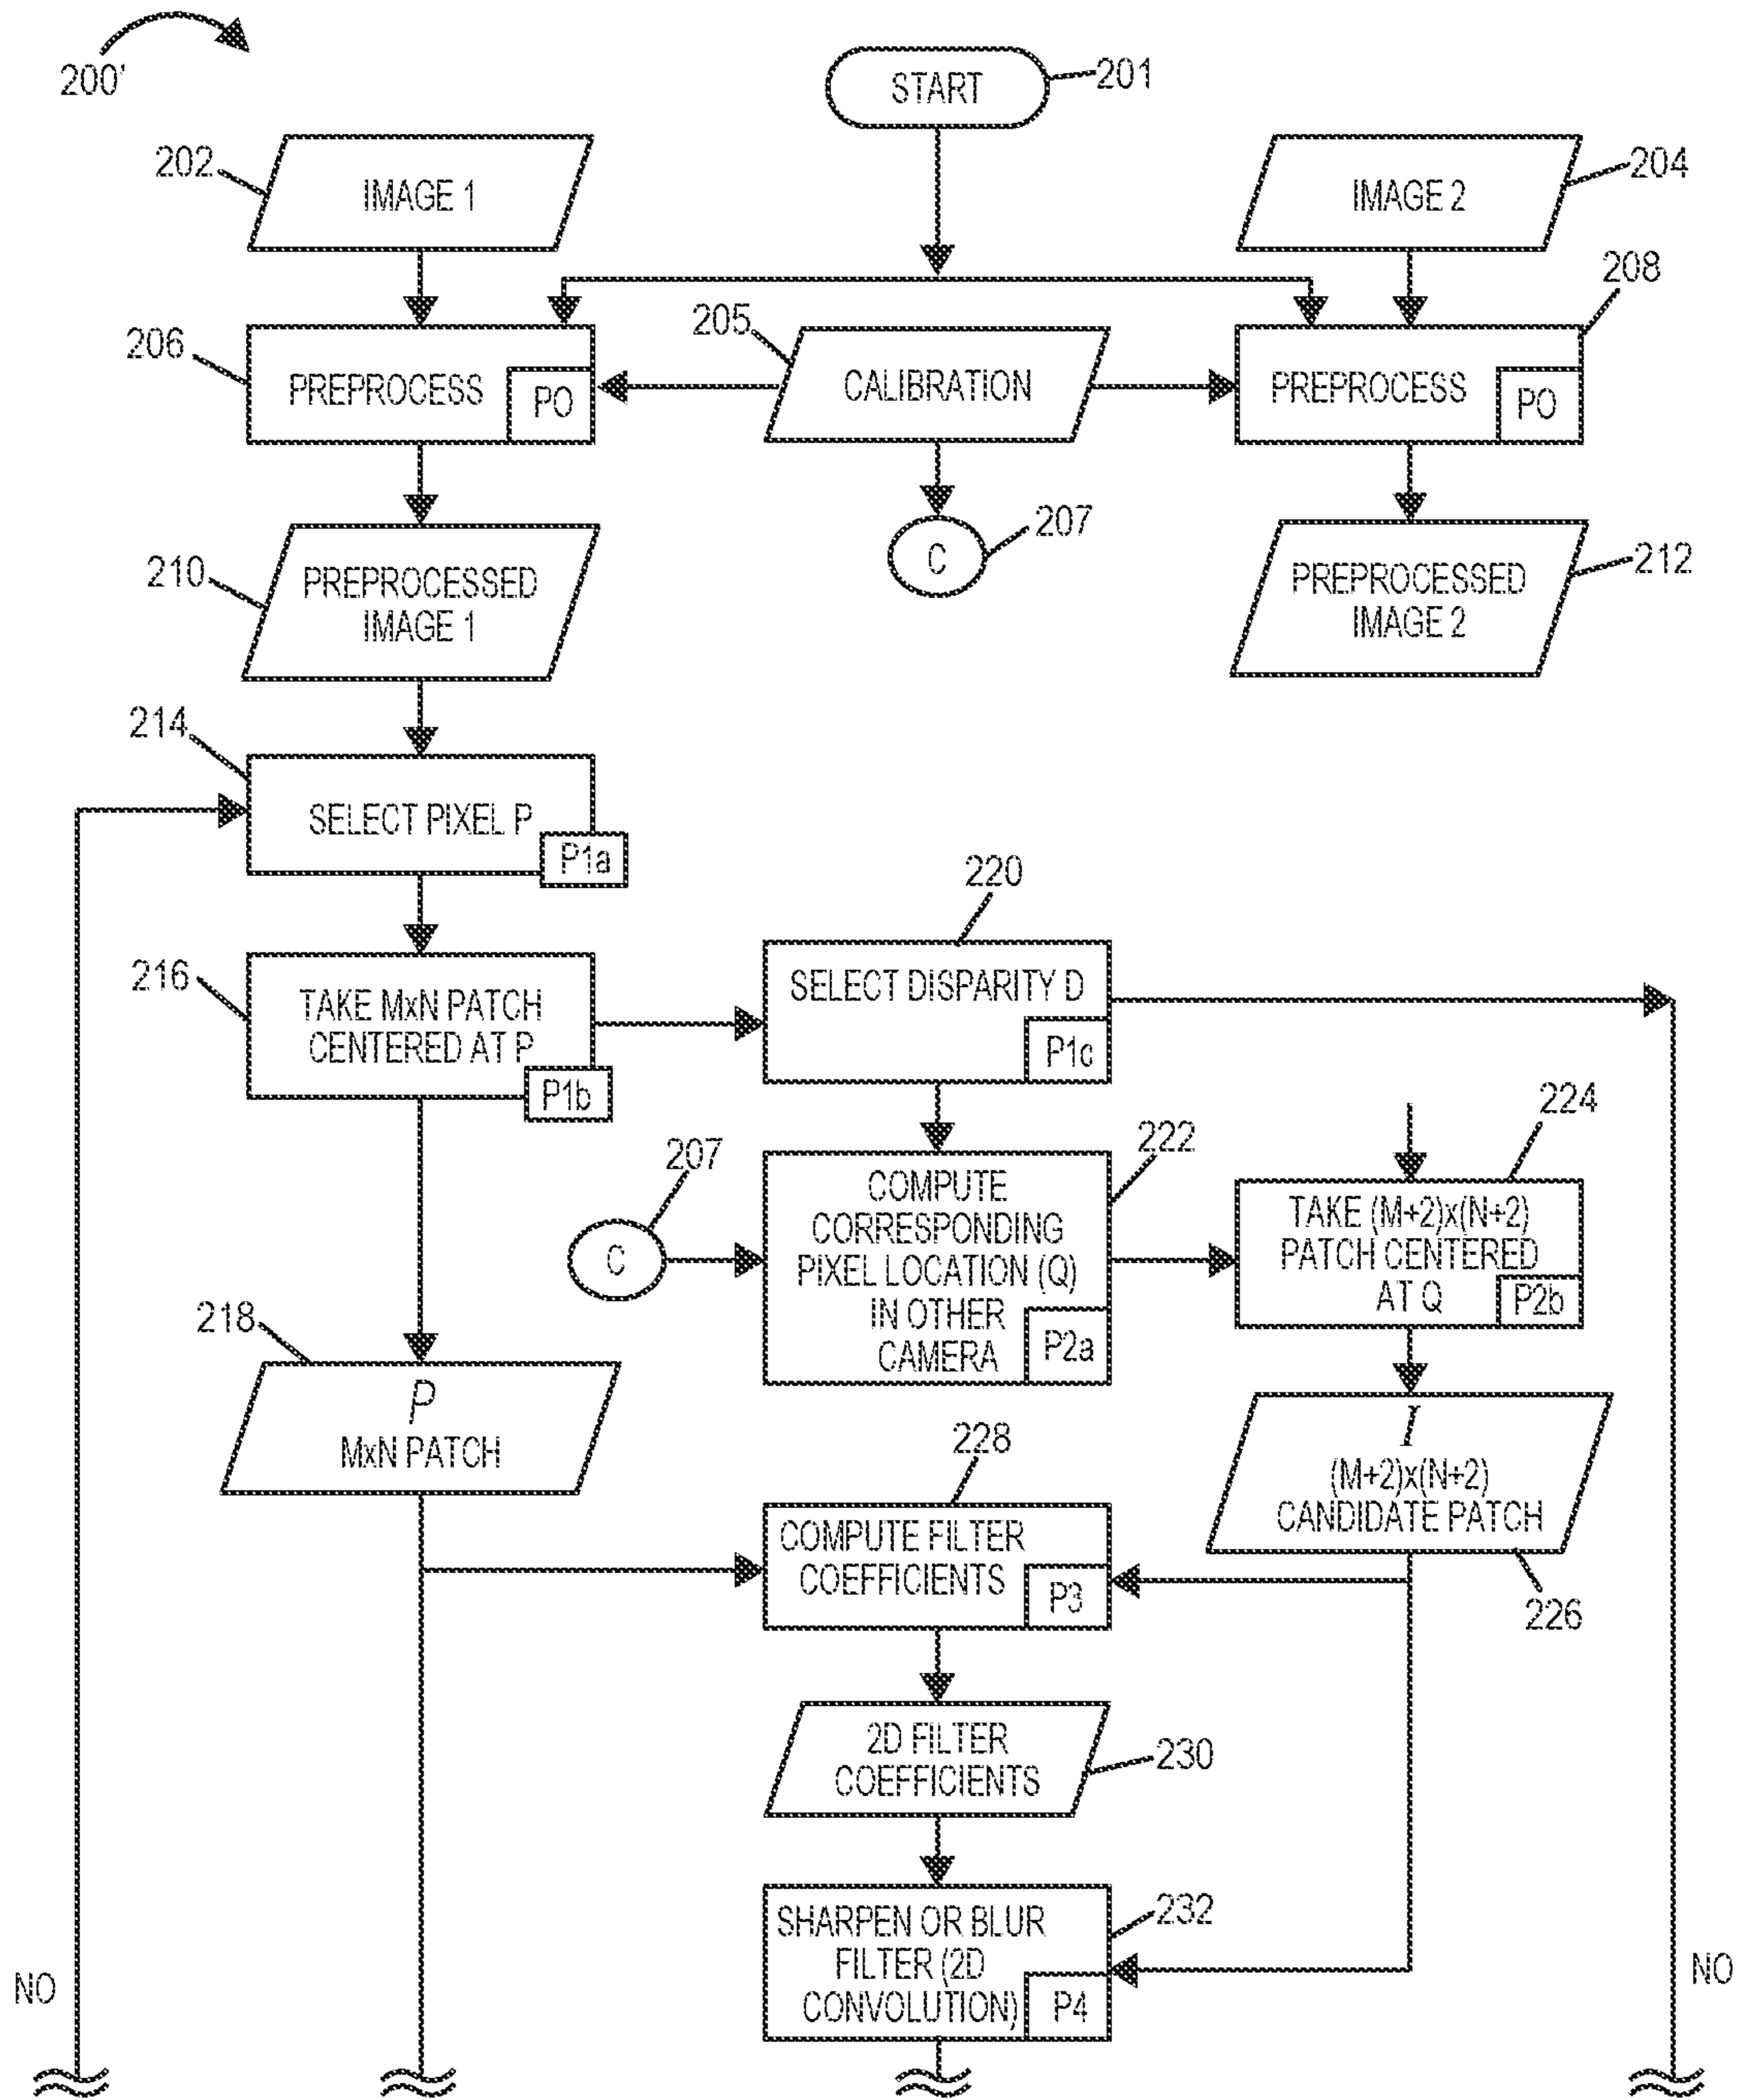 200'
START
201
202
IMAGE 1
IMAGE 2
204
208
205
206
PREPROCESS
PO
CALIBRATION
PREPROCESS
PO
207
C
210
PREPROCESSED
IMAGE 1
PREPROCESSED
IMAGE 2
212
214
SELECT PIXEL P
P1a
220
216
TAKE MxN PATCH
CENTERED AT P
P1b
SELECT DISPARITY D
P1c
224
222
207
C
COMPUTE
CORRESPONDING
PIXEL LOCATION (Q)
IN OTHER
CAMERA
P2a
TAKE (M+2)x(N+2)
PATCH CENTERED
AT Q
P2b
218
P
MxN PATCH
228
I
(M+2)x(N+2)
CANDIDATE PATCH
226
COMPUTE FILTER
COEFFICIENTS
P3
2D FILTER
COEFFICIENTS
230
232
SHARPEN OR BLUR
FILTER (2D
CONVOLUTION)
P4
NO
NO